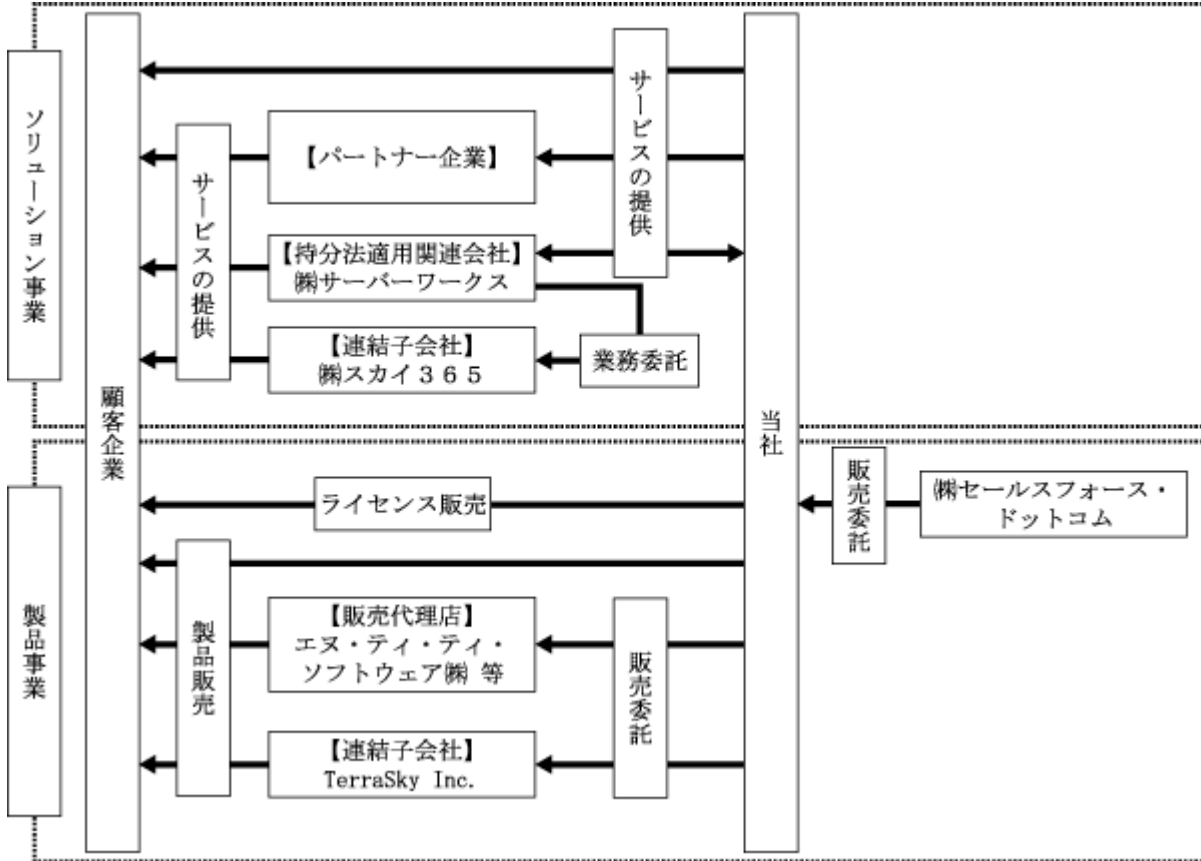 ソリューション事業
顧客企業
サービスの提供
【パートナー企業】
【持分法適用関連会社】
㈱サーバーワークス
【連結子会社】
㈱スカイ３６５
サービスの提供
業務委託
当社
製品事業
ライセンス販売
製品販売
【販売代理店】
エヌ・ティ・ティ・
ソフトウェア㈱ 等
【連結子会社】
TerraSky Inc.
販売委託
販売委託
㈱セールスフォース・
ドットコム